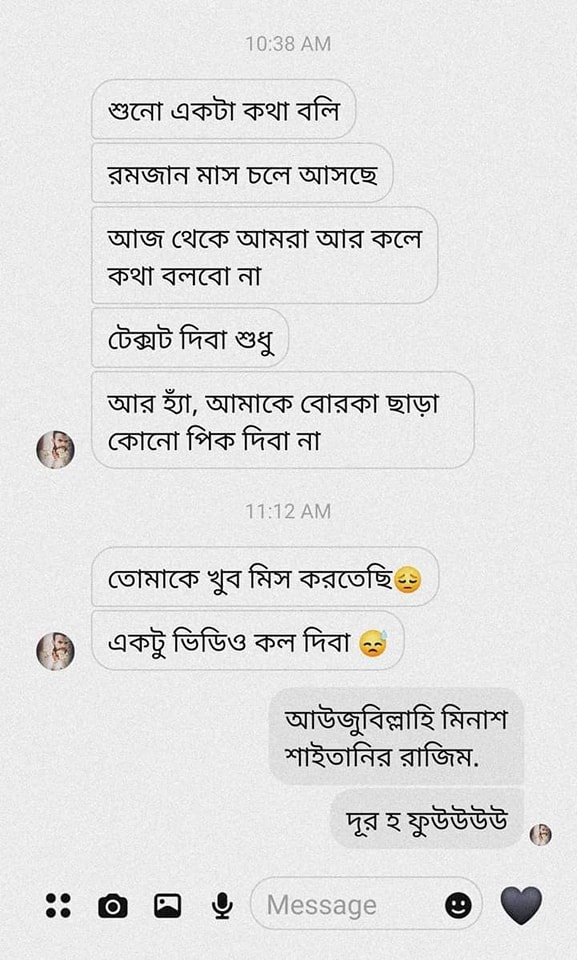 10:38 AM
শুনো একটা কথা বলি
রমজান মাস চলে আসছে
আজ থেকে আমরা আর কলে
কথা বলবো না
টেক্সট দিবা শুধু
আর হ্যাঁ, আমাকে বোরকা ছাড়া
কোনো পিক দিবা না
11:12 AM
তোমাকে খুব মিস করতেছি😔
একটু ভিডিও কল দিবা 😓
আউজুবিল্লাহি মিনাশ
শাইতানির রাজিম.
দূর হ ফুউউউউ
Message